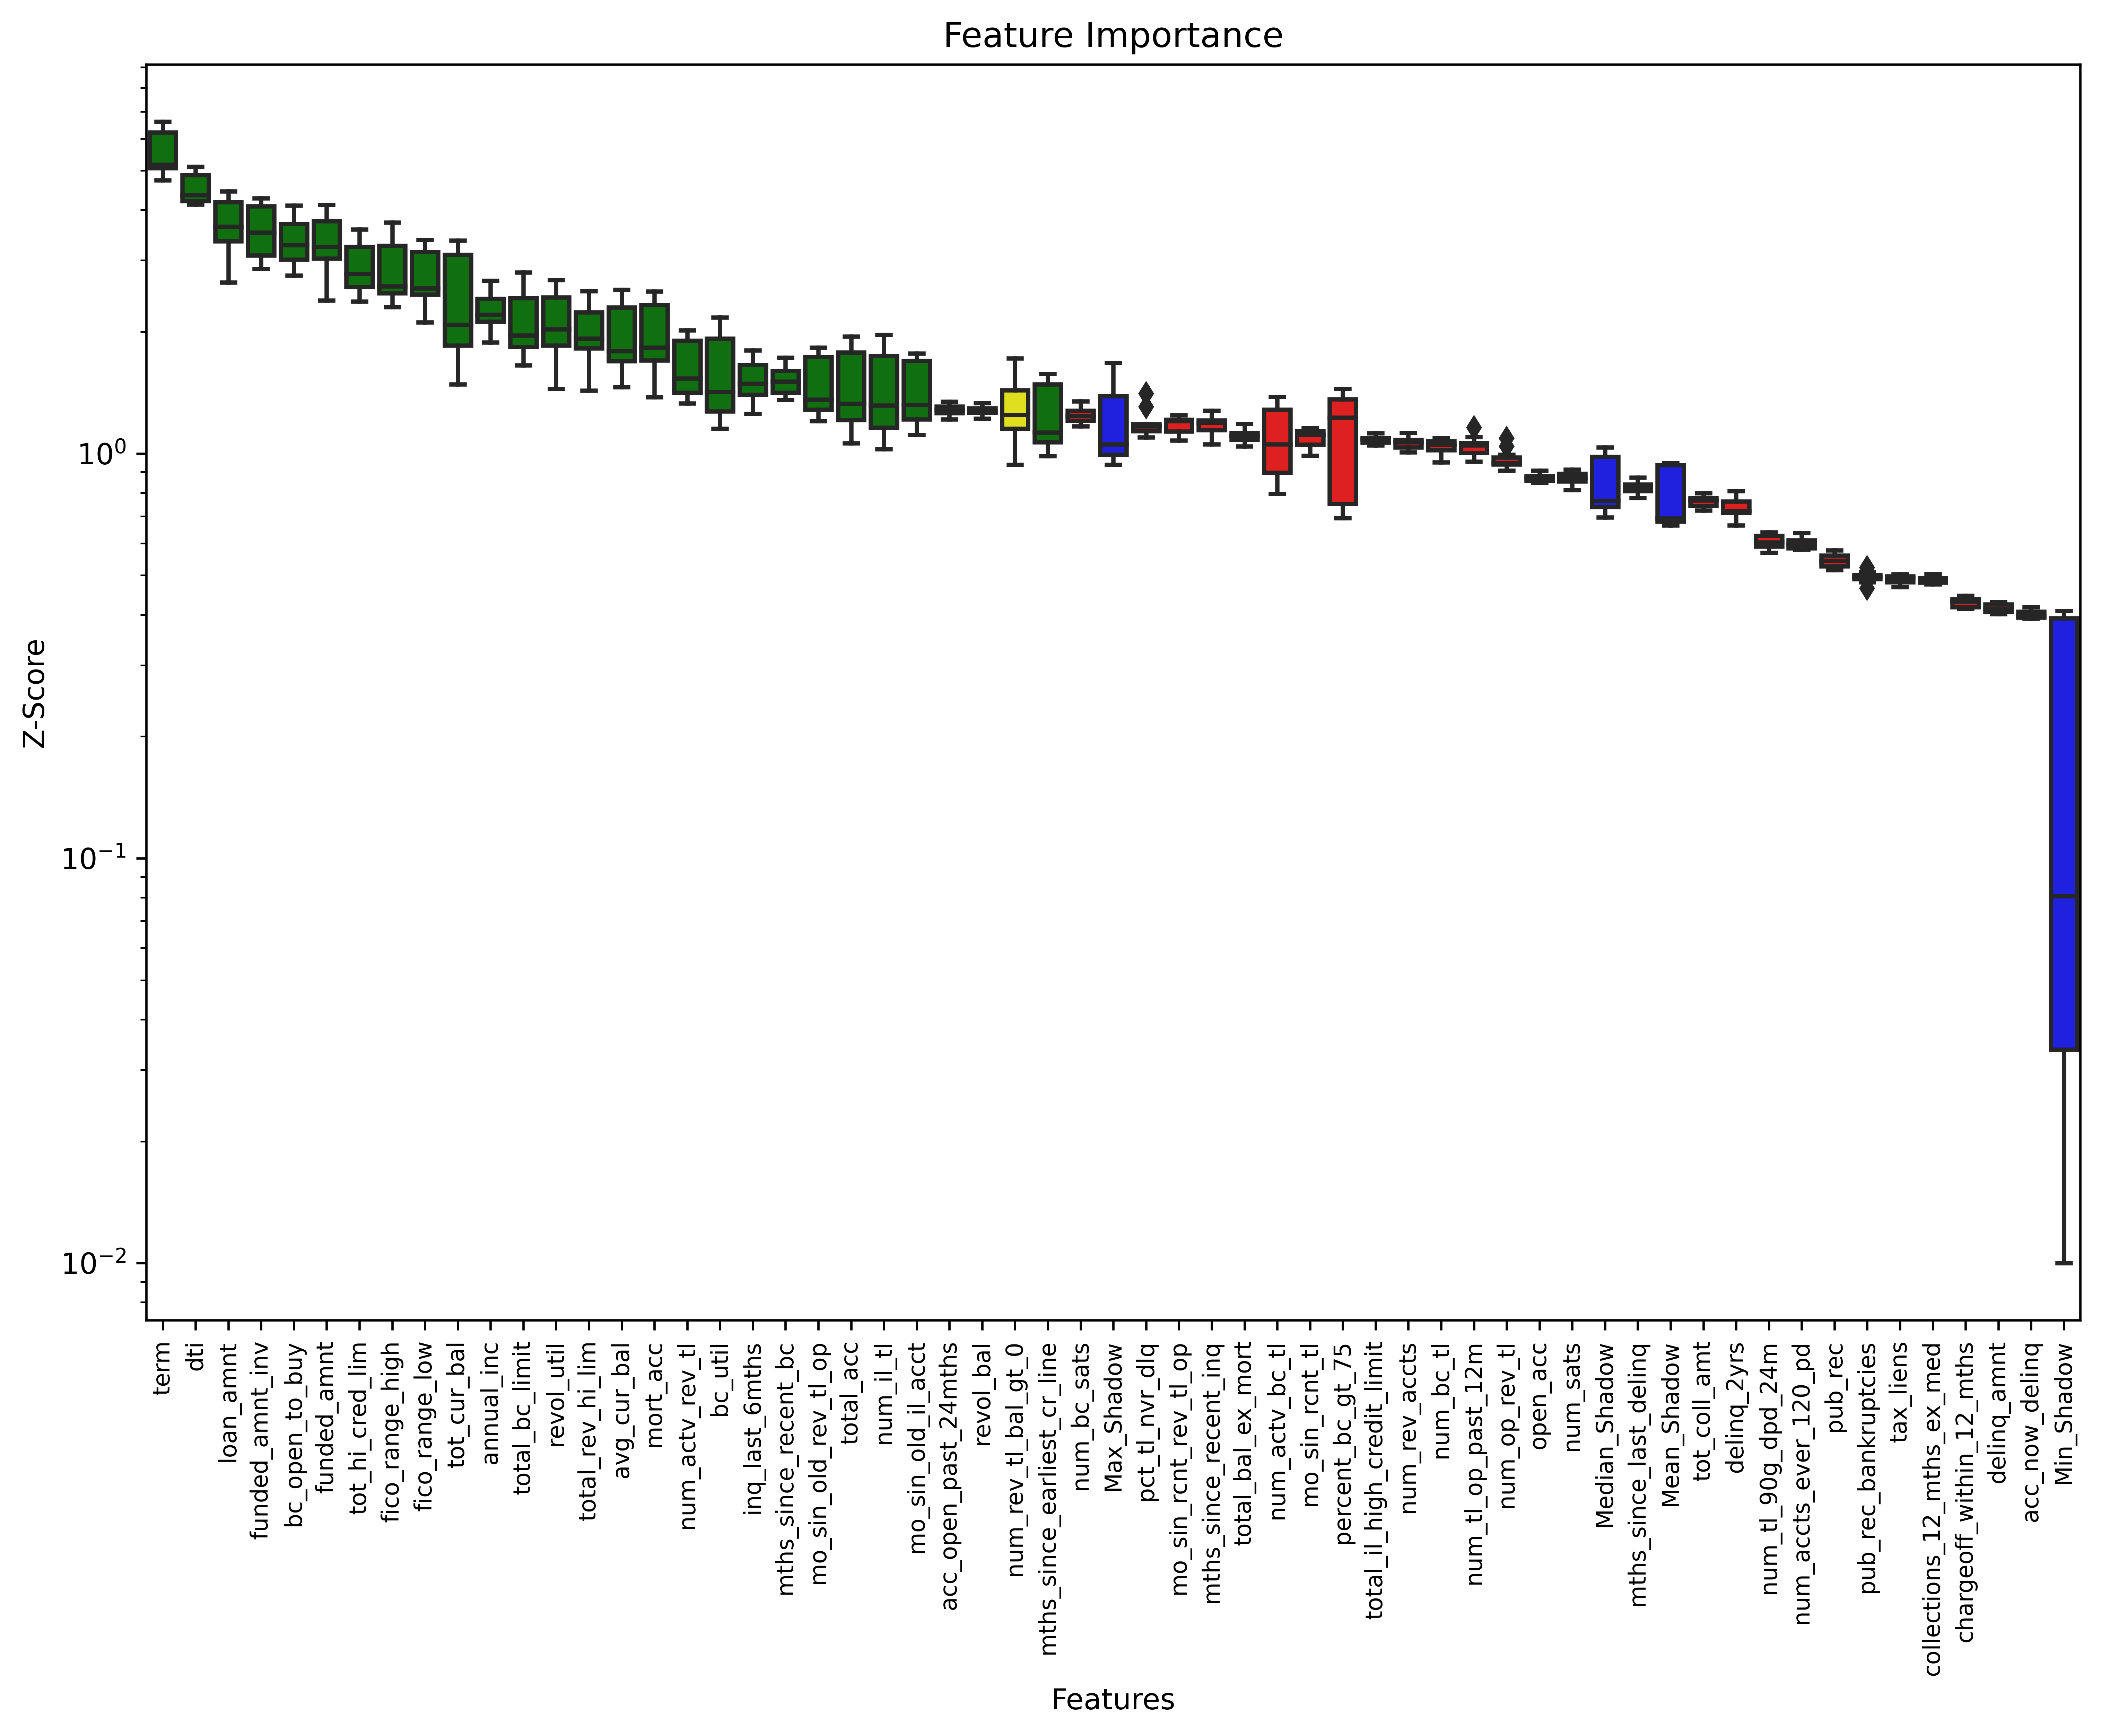 Feature Importance
Z-Score
10^0
10^-1
10^-2
term
dti
loan_amnt
funded_amnt_inv
bc_open_to_buy
funded_amnt
tot_hi_cred_lim
fico_range_high
fico_range_low
tot_cur_bal
annual_inc
total_bc_limit
revol_util
total_rev_hi_lim
avg_cur_bal
mort_acc
num_actv_rev_tl
bc_util
inq_last_6mths
mths_since_recent_bc
mo_sin_old_rev_tl_op
total_acc
num_il_tl
mo_sin_old_il_acct
acc_open_past_24mths
revol_bal
num_rev_tl_bal_gt_0
mths_since_earliest_cr_line
num_bc_sats
Max_Shadow
pct_tl_nvr_dlq
mo_sin_rcnt_rev_tl_op
mths_since_recent_inq
total_bal_ex_mort
num_actv_bc_tl
mo_sin_rcnt_tl
percent_bc_gt_75
total_il_high_credit_limit
num_rev_accts
num_bc_tl
num_tl_op_past_12m
num_op_rev_tl
open_acc
num_sats
Median_Shadow
mths_since_last_delinq
Mean_Shadow
tot_coll_amt
delinq_2yrs
num_tl_90g_dpd_24m
num_accts_ever_120_pd
pub_rec
pub_rec_bankruptcies
tax_liens
collections_12_mths_ex_med
chargeoff_within_12_mths
delinq_amnt
acc_now_delinq
Min_Shadow
Features